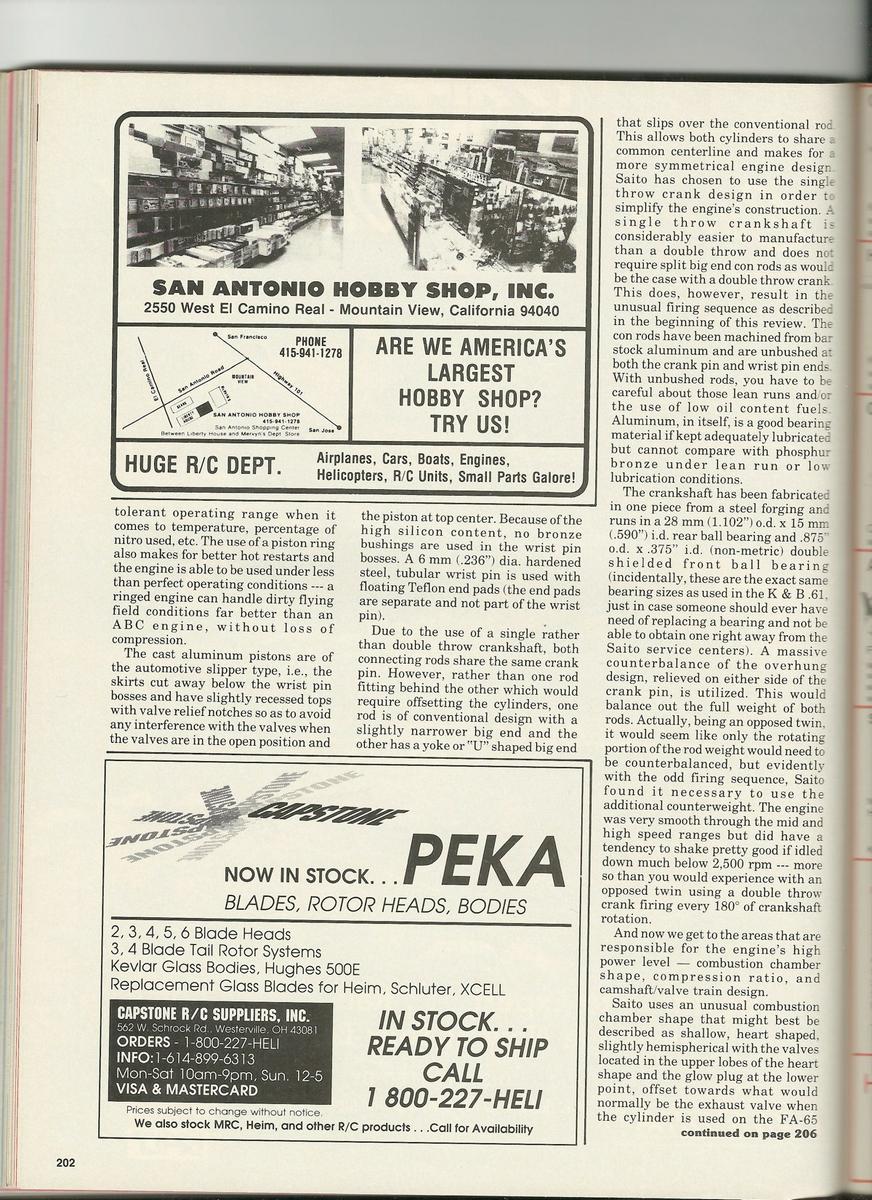 SAN ANTONIO HOBBY SHOP, INC.
2550 West El Camino Real - Mountain View, California 94040
San Francisco
El Camino Real
San Antonio Road
MOUNTAIN
VIEW
Highway 101
SAN ANTONIO HOBBY SHOP
415-941-1278
San Antonio Shopping Center
Between Liberty House and Mervyn's Dept. Store
San Jose
PHONE
415-941-1278
ARE WE AMERICA'S
LARGEST
HOBBY SHOP?
TRY US!
HUGE R/C DEPT.
Airplanes, Cars, Boats, Engines,
Helicopters, R/C Units, Small Parts Galore!
tolerant operating range when it
comes to temperature, percentage of
nitro used, etc. The use of a piston ring
also makes for better hot restarts and
the engine is able to be used under less
than perfect operating conditions --- a
ringed engine can handle dirty flying
field conditions far better than an
ABC engine, without loss of
compression.
The cast aluminum pistons are of
the automotive slipper type, i.e., the
skirts cut away below the wrist pin
bosses and have slightly recessed tops
with valve relief notches so as to avoid
any interference with the valves when
the valves are in the open position and
the piston at top center. Because of the
high silicon content, no bronze
bushings are used in the wrist pin
bosses. A 6 mm (.236") dia. hardened
steel, tubular wrist pin is used with
floating Teflon end pads (the end pads
are separate and not part of the wrist
pin).
Due to the use of a single rather
than double throw crankshaft, both
connecting rods share the same crank
pin. However, rather than one rod
fitting behind the other which would
require offsetting the cylinders, one
rod is of conventional design with a
slightly narrower big end and the
other has a yoke or "U" shaped big end
that slips over the conventional rod.
This allows both cylinders to share a
common centerline and makes for a
more symmetrical engine design.
Saito has chosen to use the single
throw crank design in order to
simplify the engine's construction. A
single throw crankshaft is
considerably easier to manufacture
than a double throw and does not
require split big end con rods as would
be the case with a double throw crank.
This does, however, result in the
unusual firing sequence as described
in the beginning of this review. The
con rods have been machined from bar
stock aluminum and are unbushed at
both the crank pin and wrist pin ends.
With unbushed rods, you have to be
careful about those lean runs and/or
the use of low oil content fuels.
Aluminum, in itself, is a good bearing
material if kept adequately lubricated
but cannot compare with phosphur
bronze under lean run or low
lubrication conditions.
The crankshaft has been fabricated
in one piece from a steel forging and
runs in a 28 mm (1.102") o.d. x 15 mm
(.590") i.d. rear ball bearing and .875"
o.d. x .375" i.d. (non-metric) double
shielded front ball bearing
(incidentally, these are the exact same
bearing sizes as used in the K & B .61,
just in case someone should ever have
need of replacing a bearing and not be
able to obtain one right away from the
Saito service centers). A massive
counterbalance of the overhung
design, relieved on either side of the
crank pin, is utilized. This would
balance out the full weight of both
rods. Actually, being an opposed twin,
it would seem like only the rotating
portion of the rod weight would need to
be counterbalanced, but evidently
with the odd firing sequence, Saito
found it necessary to use the
additional counterweight. The engine
was very smooth through the mid and
high speed ranges but did have a
tendency to shake pretty good if idled
down much below 2,500 rpm --- more
so than you would experience with an
opposed twin using a double throw
crank firing every 180° of crankshaft
rotation.
And now we get to the areas that are
responsible for the engine's high
power level — combustion chamber
shape, compression ratio, and
camshaft/valve train design.
Saito uses an unusual combustion
chamber shape that might best be
described as shallow, heart shaped,
slightly hemispherical with the valves
located in the upper lobes of the heart
shape and the glow plug at the lower
point, offset towards what would
normally be the exhaust valve when
the cylinder is used on the FA-65
continued on page 206
CAPSTONE
NOW IN STOCK. . . PEKA
BLADES, ROTOR HEADS, BODIES
2, 3, 4, 5, 6 Blade Heads
3, 4 Blade Tail Rotor Systems
Kevlar Glass Bodies, Hughes 500E
Replacement Glass Blades for Heim, Schluter, XCELL
CAPSTONE R/C SUPPLIERS, INC.
562 W. Schrock Rd., Westerville, OH 43081
ORDERS - 1-800-227-HELI
INFO:1-614-899-6313
Mon-Sat 10am-9pm, Sun. 12-5
VISA & MASTERCARD
IN STOCK. . .
READY TO SHIP
CALL
1 800-227-HELI
Prices subject to change without notice.
We also stock MRC, Heim, and other R/C products . . .Call for Availability
202